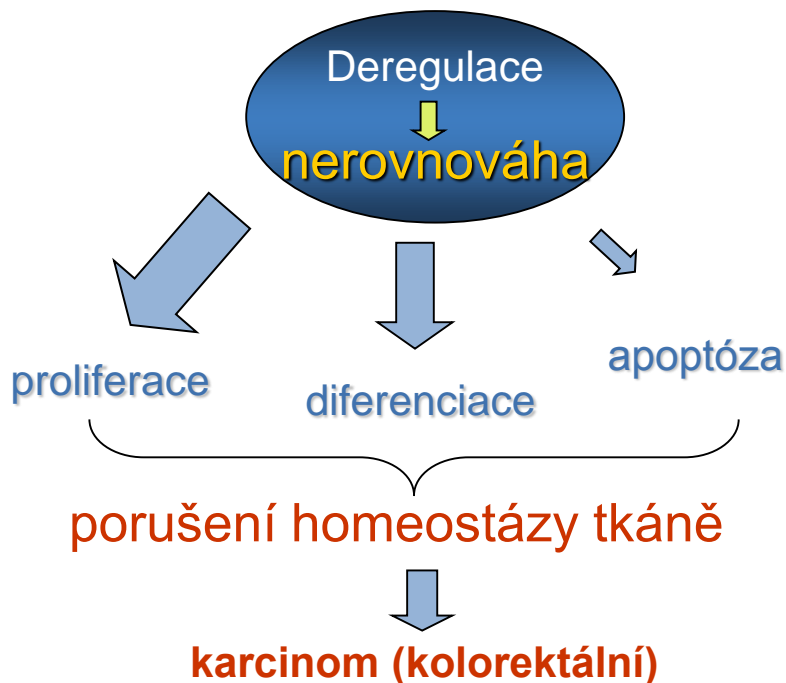 Deregulace
nerovnováha
proliferace
diferenciace
apoptóza
porušení homeostázy tkáně
karcinom (kolorektální)